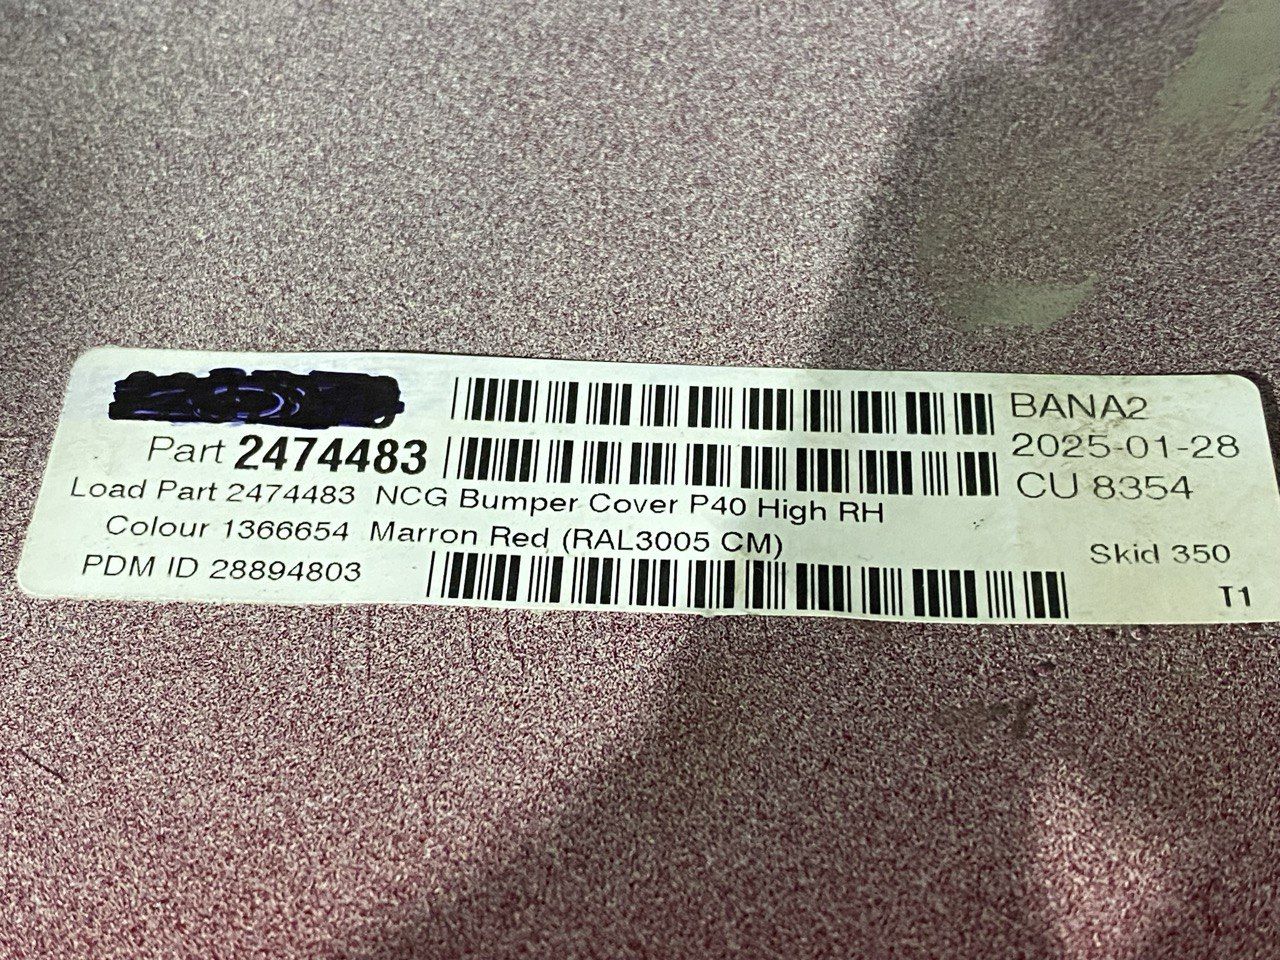 BANA2
Part 2474483
2025-01-28
Load Part 2474483 NCG Bumper Cover P40 High RH
CU 8354
Colour 1366654 Marron Red (RAL3005 CM)
Skid 350
PDM ID 28894803
T1